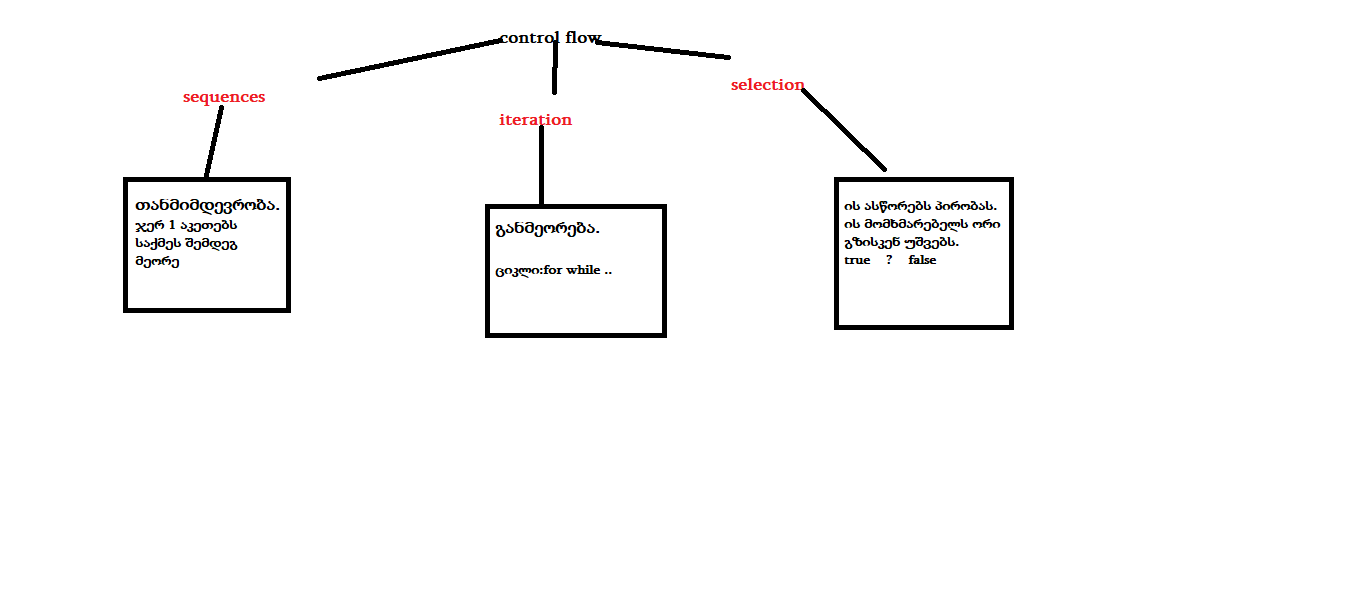 control flow
sequences
iteration
selection
თანმიმდევრობა.
ჯერ 1 აკეთებს
საქმეს შემდეგ
მეორე
განმეორება.
ციკლი:for while ..
ის ასწორებს პირობას.
ის მომხმარებელს ორი
გზისკენ უშვებს.
true ? false